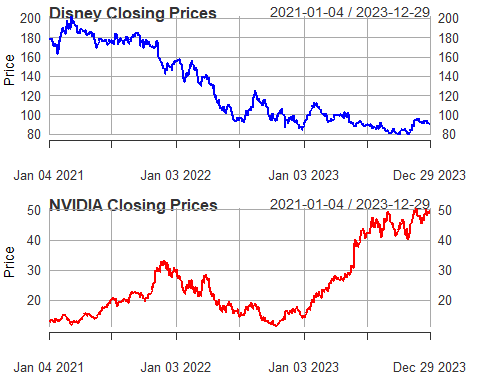 Disney Closing Prices 2021-01-04 / 2023-12-29
200 200
180 180
160 160
140 140
120 120
100 100
80 80
Price
Jan 04 2021 Jan 03 2022 Jan 03 2023 Dec 29 2023
NVIDIA Closing Prices 2021-01-04 / 2023-12-29
50 50
40 40
30 30
20 20
Price
Jan 04 2021 Jan 03 2022 Jan 03 2023 Dec 29 2023